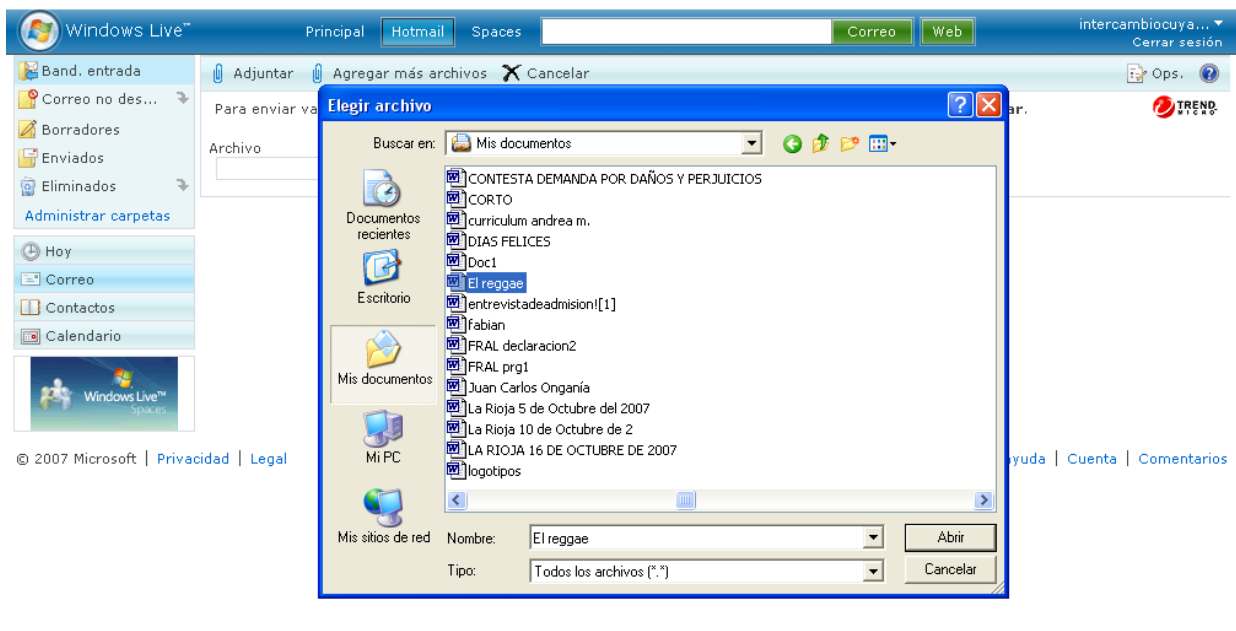 Windows Live™
Principal Hotmail Spaces Correo Web
intercambiocuya...
Cerrar sesión
Band. entrada
Correo no des...
Borradores
Enviados
Eliminados
Administrar carpetas
Hoy
Correo
Contactos
Calendario
Windows Live™
Spaces
Adjuntar Agregar más archivos Cancelar Ops.
Para enviar va
ar.
TREND
MICRO
Archivo
Elegir archivo
Buscar en: Mis documentos
Documentos
recientes
Escritorio
Mis documentos
Mi PC
Mis sitios de red
CONTESTA DEMANDA POR DAÑOS Y PERJUICIOS
CORTO
curriculum andrea m.
DIAS FELICES
Doc1
El reggae
entrevistadeadmision![1]
fabian
FRAL declaracion2
FRAL prg1
Juan Carlos Onganía
La Rioja 5 de Octubre del 2007
La Rioja 10 de Octubre de 2
LA RIOJA 16 DE OCTUBRE DE 2007
logotipos
Nombre: El reggae Abrir
Tipo: Todos los archivos (*.*) Cancelar
© 2007 Microsoft | Privacidad | Legal
yuda | Cuenta | Comentarios